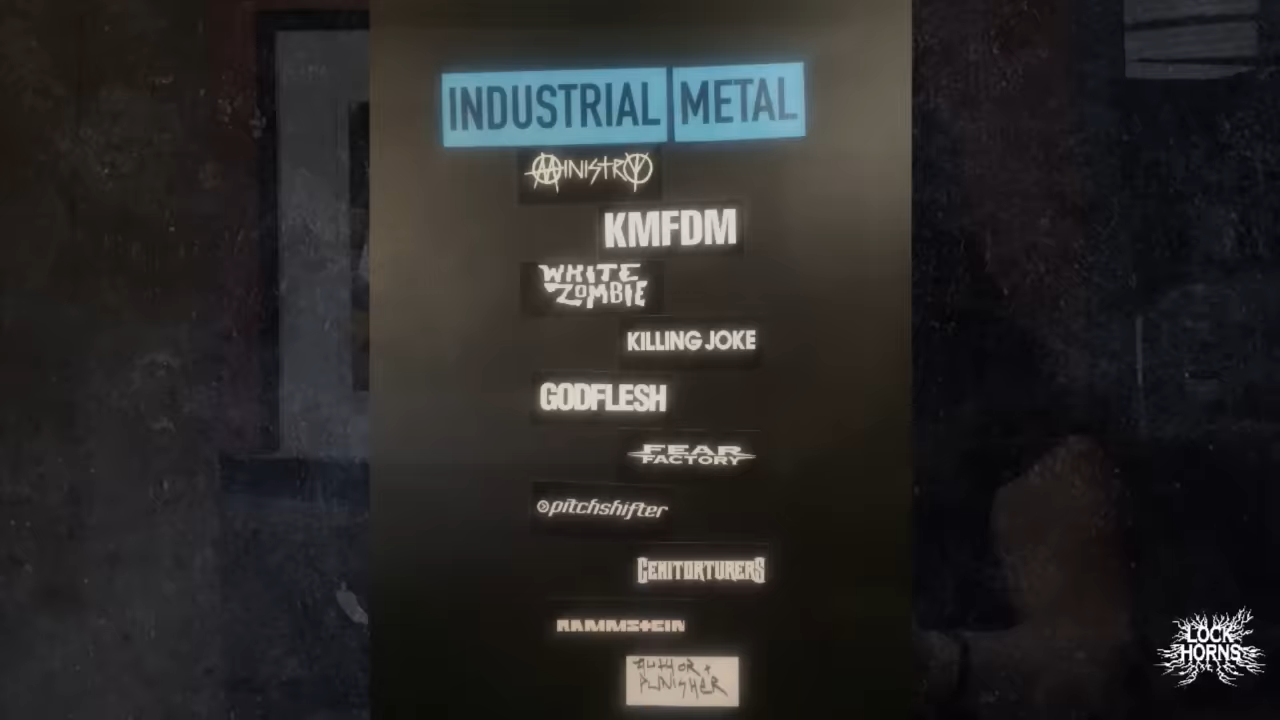 INDUSTRIAL METAL
MINISTRY
KMFDM
WHITE
ZOMBIE
KILLING JOKE
GODFLESH
FEAR
FACTORY
pitchshifter
GENITORTURERS
RAMMSTEIN
AUTHOR +
PUNISHER
LOCK
HORNS